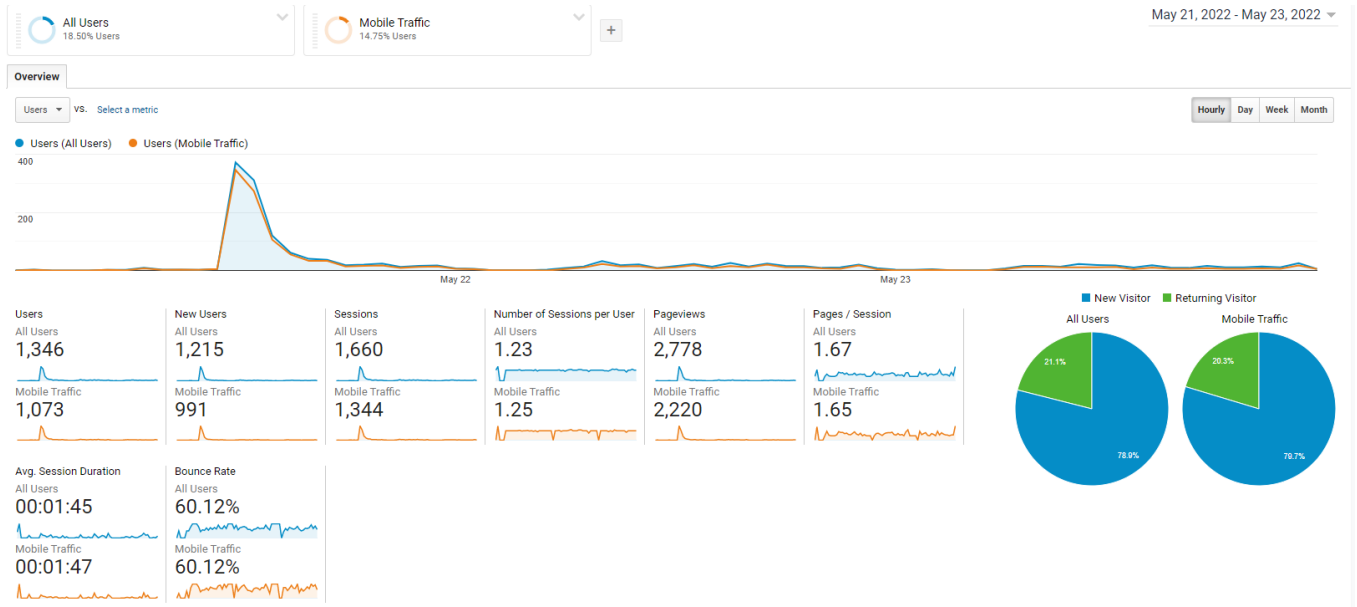 All Users
18.50% Users
Mobile Traffic
14.75% Users
+
May 21, 2022 - May 23, 2022
Overview
Users VS. Select a metric
Hourly Day Week Month
Users (All Users) Users (Mobile Traffic)
400
200
May 22 May 23
Users
All Users
1,346
Mobile Traffic
1,073
New Users
All Users
1,215
Mobile Traffic
991
Sessions
All Users
1,660
Mobile Traffic
1,344
Number of Sessions per User
All Users
1.23
Mobile Traffic
1.25
Pageviews
All Users
2,778
Mobile Traffic
2,220
Pages / Session
All Users
1.67
Mobile Traffic
1.65
Avg. Session Duration
All Users
00:01:45
Mobile Traffic
00:01:47
Bounce Rate
All Users
60.12%
Mobile Traffic
60.12%
New Visitor Returning Visitor
All Users
21.1%
78.9%
Mobile Traffic
20.3%
79.7%